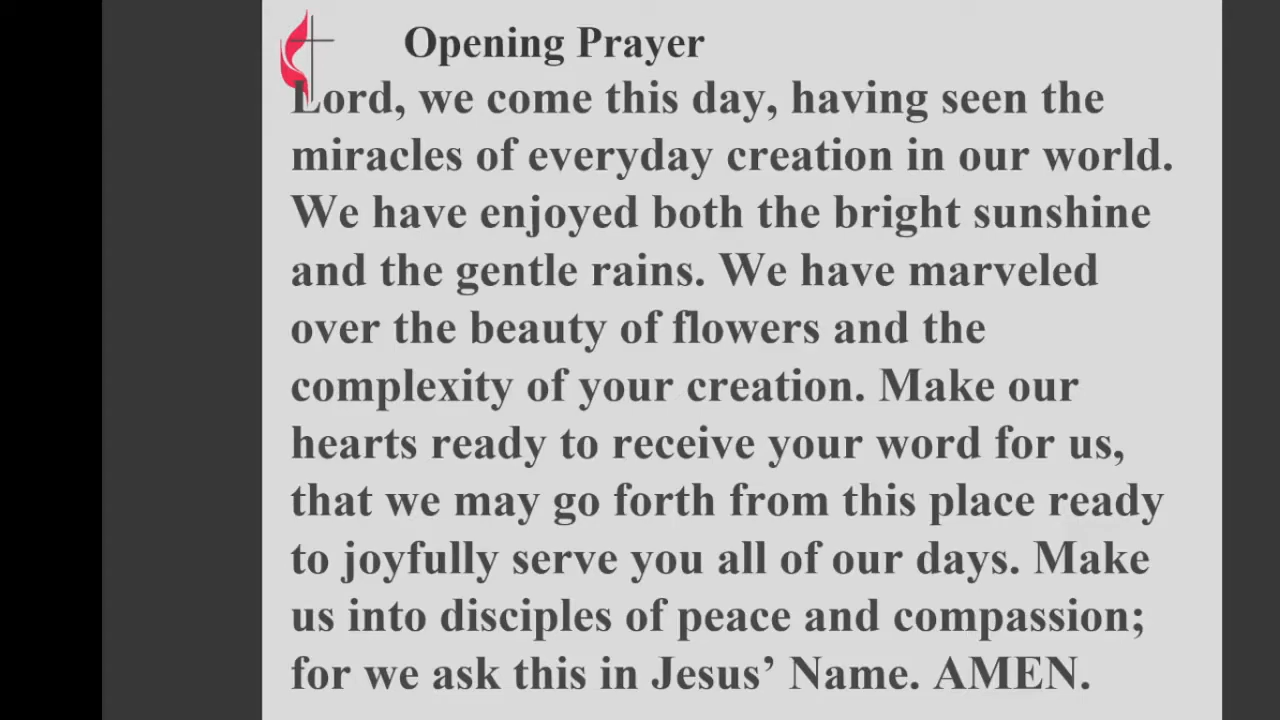 Opening Prayer
Lord, we come this day, having seen the
miracles of everyday creation in our world.
We have enjoyed both the bright sunshine
and the gentle rains. We have marveled
over the beauty of flowers and the
complexity of your creation. Make our
hearts ready to receive your word for us,
that we may go forth from this place ready
to joyfully serve you all of our days. Make
us into disciples of peace and compassion;
for we ask this in Jesus’ Name. AMEN.